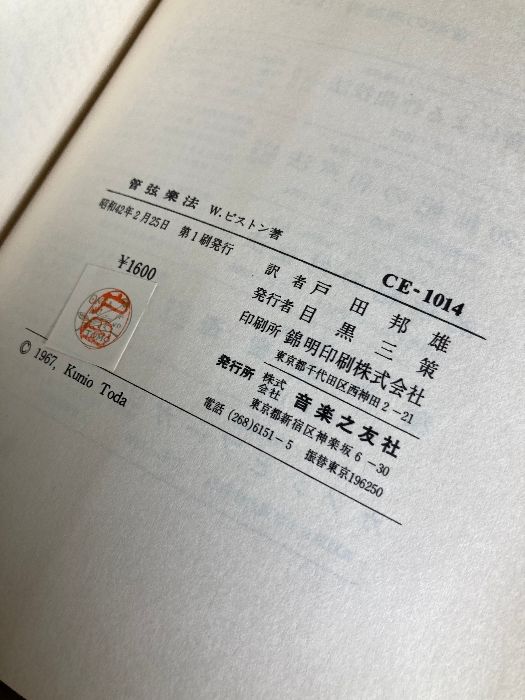 管弦楽法 W.ピストン著
昭和42年2月25日 第1刷発行
CE-1014
¥1600
訳者 戸田邦雄
発行者 目黒三策
印刷所 錦明印刷株式会社
東京都千代田区西神田2-21
発行所 株式会社 音楽之友社
東京都新宿区神楽坂6-30
電話 (268)6151-5 振替東京196250
© 1967, Kunio Toda